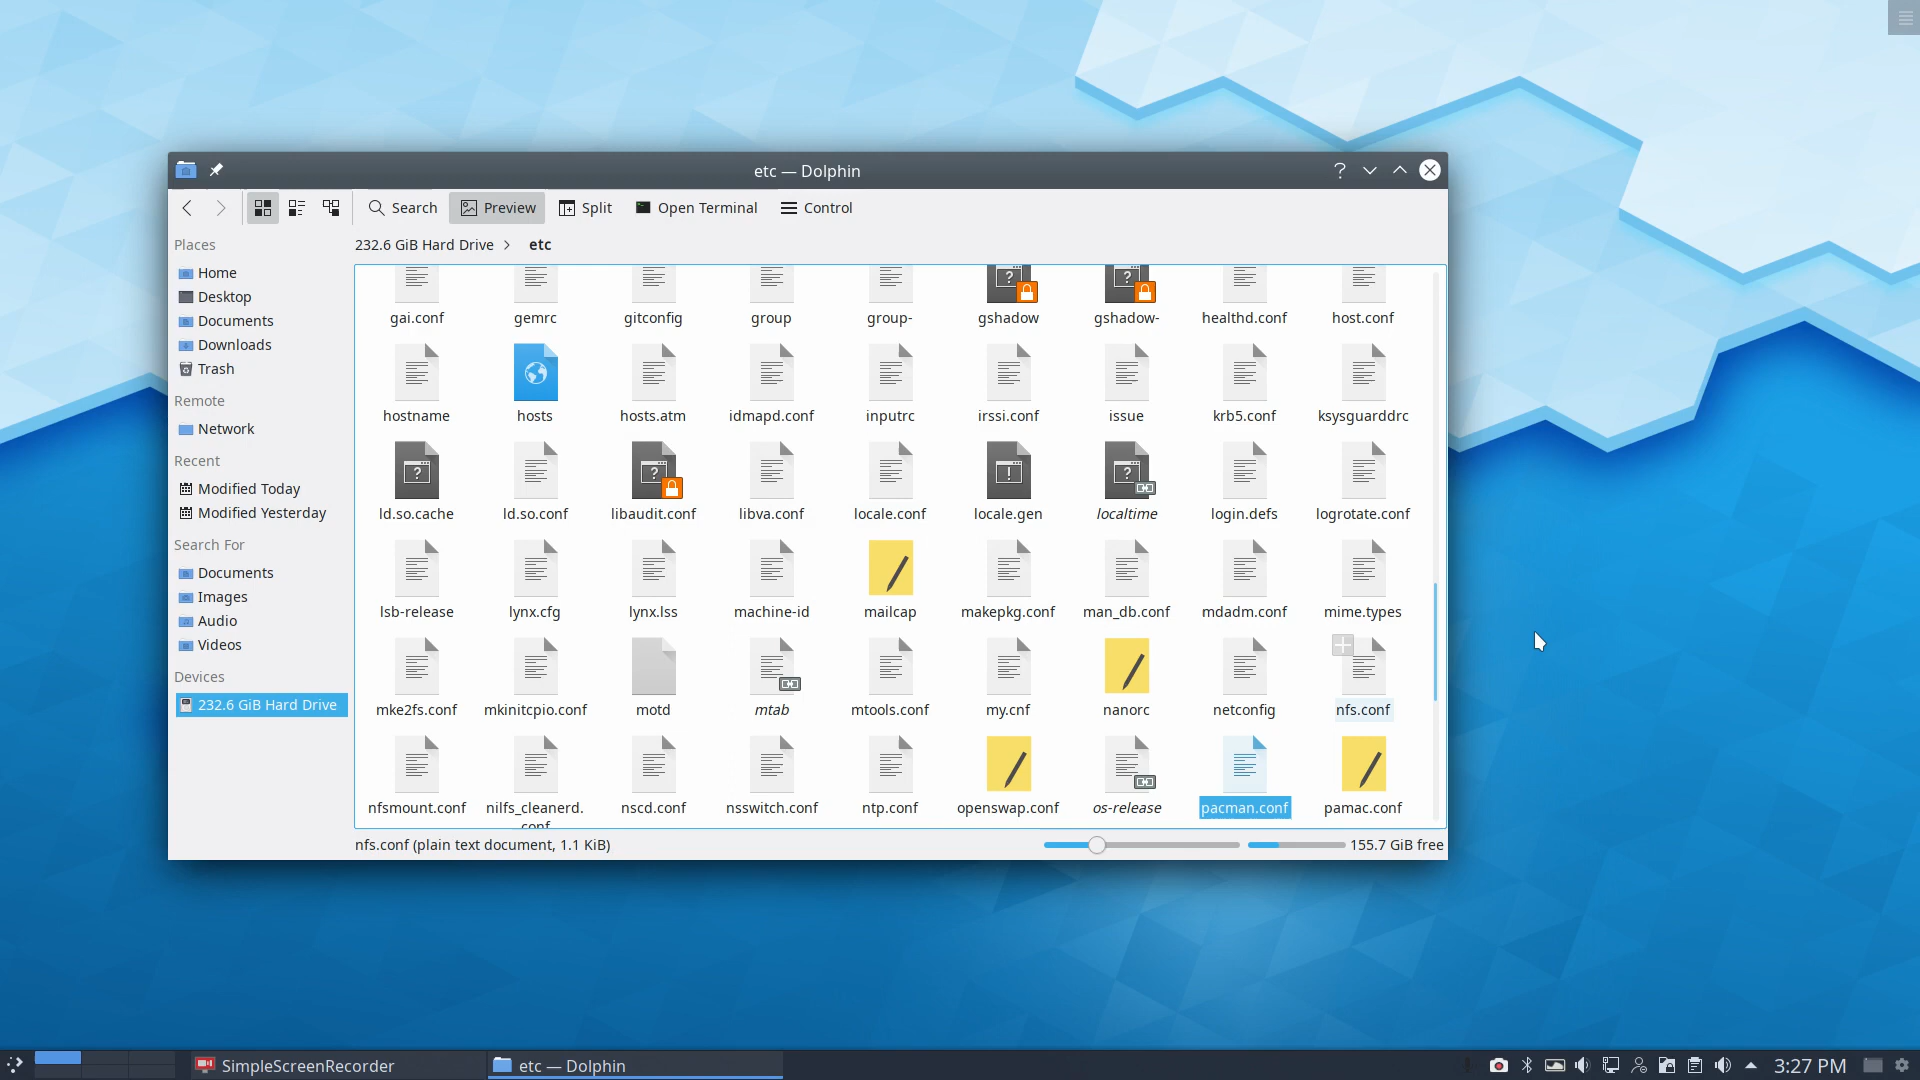 etc — Dolphin
Search Preview Split Open Terminal Control
Places
232.6 GiB Hard Drive > etc
Home
Desktop
Documents
Downloads
Trash
Remote
Network
Recent
Modified Today
Modified Yesterday
Search For
Documents
Images
Audio
Videos
Devices
232.6 GiB Hard Drive
gai.conf gemrc gitconfig group group- gshadow gshadow- healthd.conf host.conf
hostname hosts hosts.atm idmapd.conf inputrc irssi.conf issue krb5.conf ksysguarddrc
ld.so.cache ld.so.conf libaudit.conf libva.conf locale.conf locale.gen localtime login.defs logrotate.conf
lsb-release lynx.cfg lynx.lss machine-id mailcap makepkg.conf man_db.conf mdadm.conf mime.types
mke2fs.conf mkinitcpio.conf motd mtab mtools.conf my.cnf nanorc netconfig nfs.conf
nfsmount.conf nilfs_cleanerd. nscd.conf nsswitch.conf ntp.conf openswap.conf os-release pacman.conf pamac.conf
conf
nfs.conf (plain text document, 1.1 KiB) 155.7 GiB free
SimpleScreenRecorder etc — Dolphin 3:27 PM